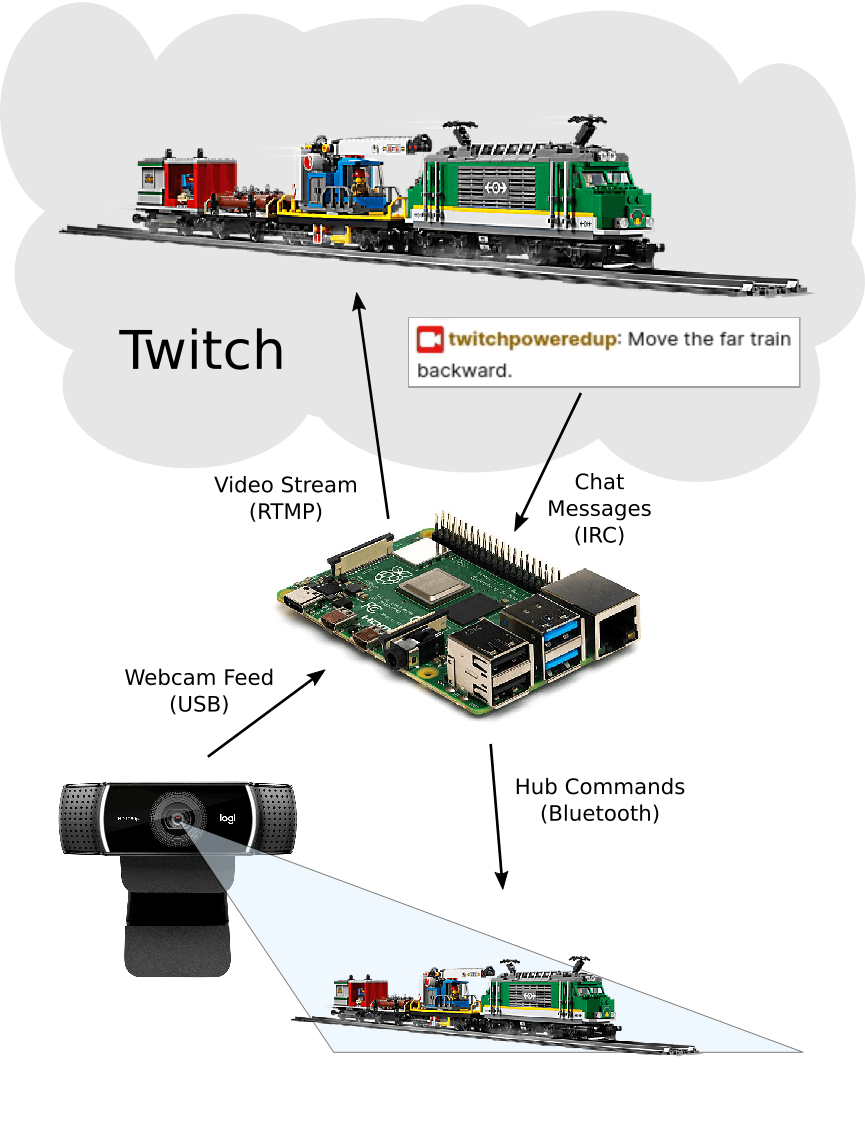 Twitch
twitchpoweredup: Move the far train
backward.
Video Stream
(RTMP)
Chat
Messages
(IRC)
Webcam Feed
(USB)
HDMI
logi
Hub Commands
(Bluetooth)